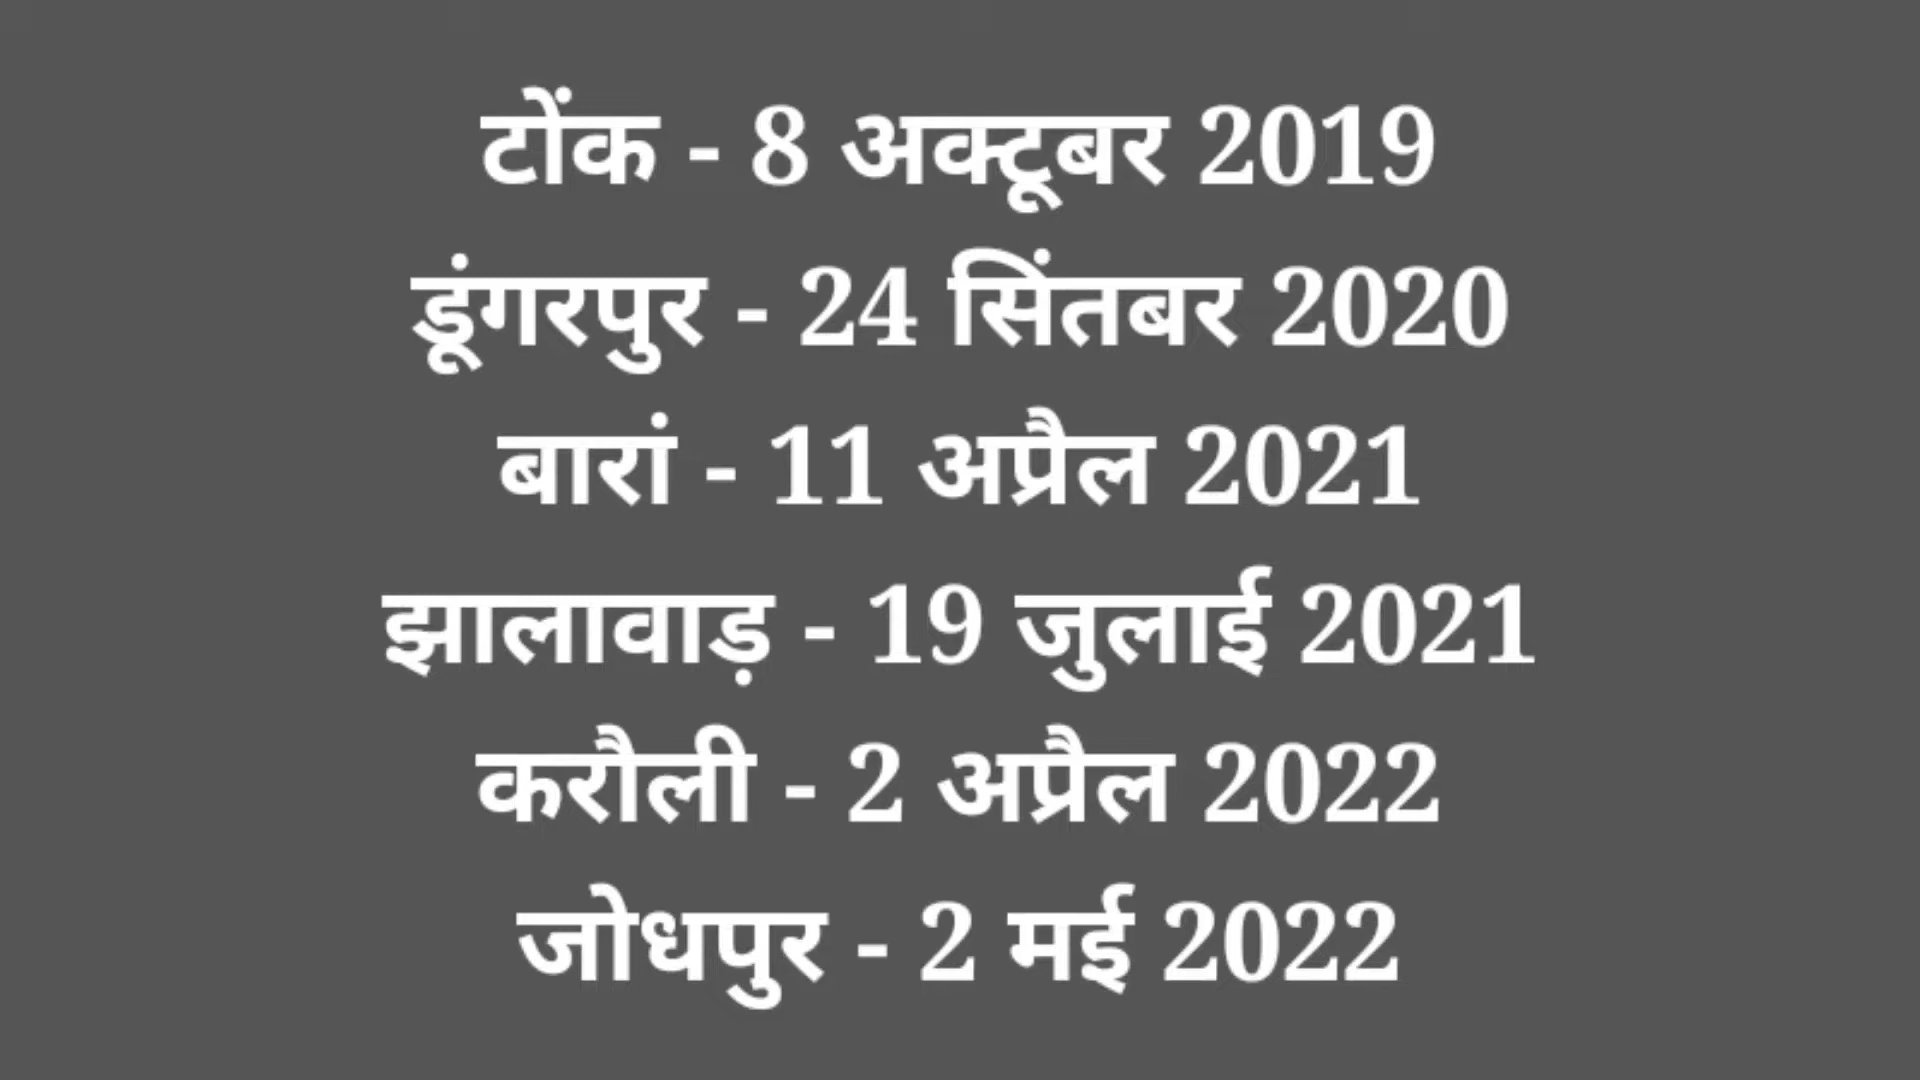 टोंक - 8 अक्टूबर 2019
डूंगरपुर - 24 सिंतबर 2020
बारां - 11 अप्रैल 2021
झालावाड़ - 19 जुलाई 2021
करौली - 2 अप्रैल 2022
जोधपुर - 2 मई 2022